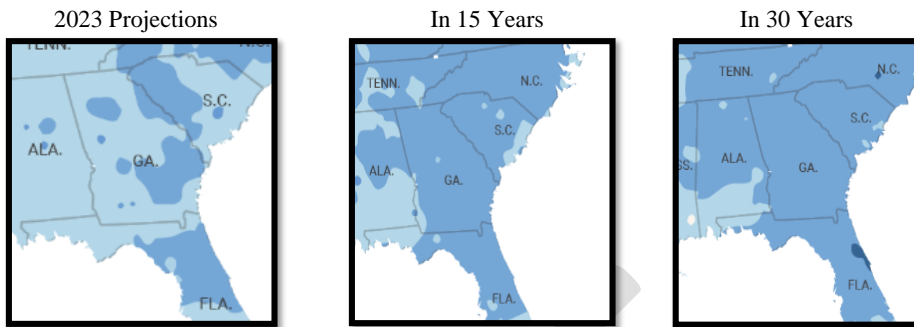 2023 Projections
In 15 Years
In 30 Years
TENN.
N.C.
S.C.
ALA.
GA.
FLA.
TENN.
N.C.
S.C.
ALA.
GA.
FLA.
TENN.
N.C.
S.C.
SS.
ALA.
GA.
FLA.